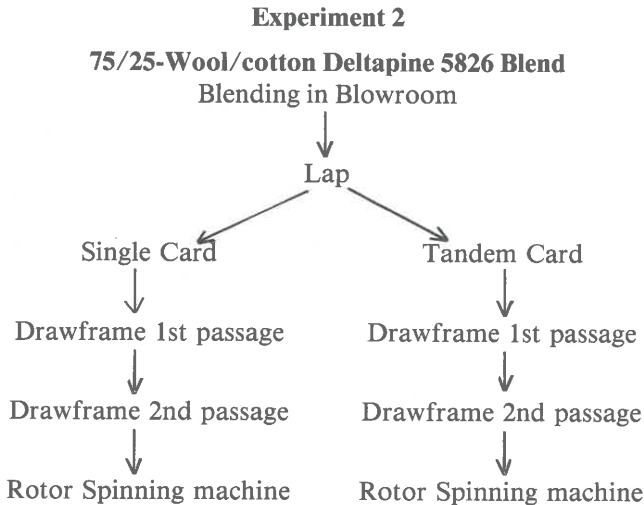 Experiment 2
75/25-Wool/cotton Deltapine 5826 Blend
Blending in Blowroom
Lap
Single Card
Tandem Card
Drawframe 1st passage
Drawframe 1st passage
Drawframe 2nd passage
Drawframe 2nd passage
Rotor Spinning machine
Rotor Spinning machine